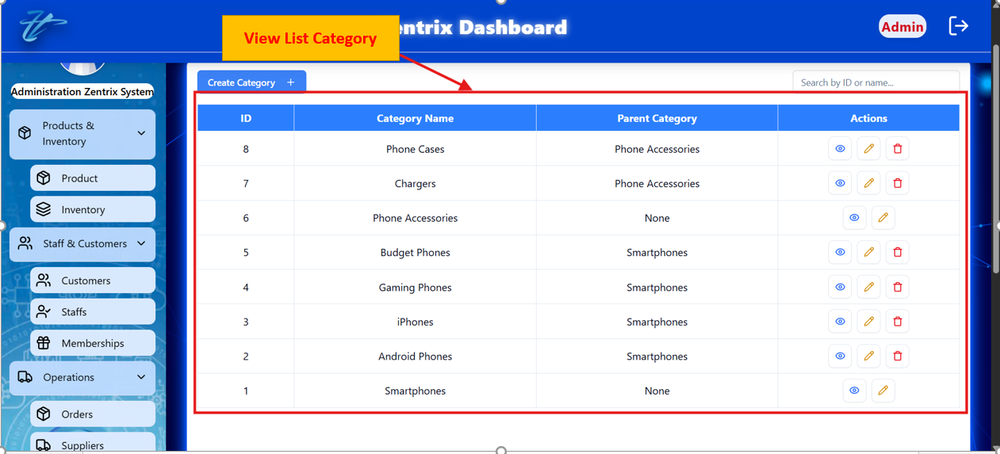 View List Category
entrix Dashboard
Admin
Administration Zentrix System
Products &
Inventory
Product
Inventory
Staff & Customers
Customers
Staffs
Memberships
Operations
Orders
Suppliers
Create Category +
Search by ID or name...
ID Category Name Parent Category Actions
8 Phone Cases Phone Accessories
7 Chargers Phone Accessories
6 Phone Accessories None
5 Budget Phones Smartphones
4 Gaming Phones Smartphones
3 iPhones Smartphones
2 Android Phones Smartphones
1 Smartphones None